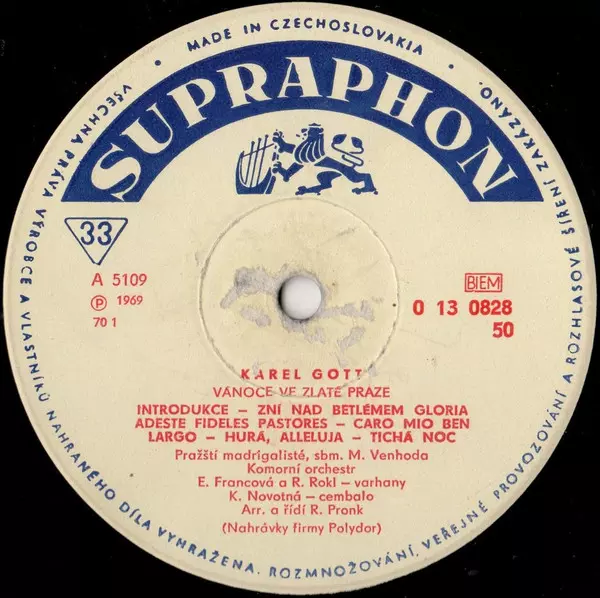 MADE IN CZECHOSLOVAKIA
SUPRAPHON
33
A 5109
Ⓟ 1969
70 1
BIEM
0 13 0828
50
KAREL GOTT
VÁNOCE VE ZLATÉ PRAZE
INTRODUKCE – ZNÍ NAD BETLÉMEM GLORIA
ADESTE FIDELES PASTORES – CARO MIO BEN
LARGO – HURÁ, ALLELUJA – TICHÁ NOC
Pražští madrigalisté, sbm. M. Venhoda
Komorní orchestr
E. Francová a R. Rokl – varhany
K. Novotná – cembalo
Arr. a řídí R. Pronk
(Nahrávky firmy Polydor)
VŠECHNA PRÁVA VÝROBCE A VLASTNÍKŮ NAHRANÉHO DÍLA VYHRAŽENA. ROZMNOŽOVÁNÍ, VEŘEJNÉ PROVOZOVÁNÍ A ROZHLASOVÉ ŠÍŘENÍ ZAKÁZÁNO.